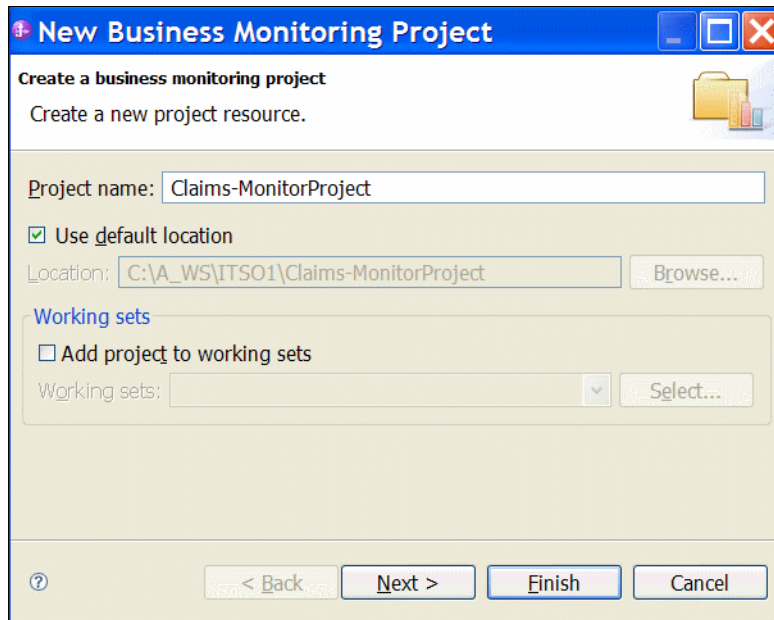 New Business Monitoring Project
Create a business monitoring project
Create a new project resource.
Project name: Claims-MonitorProject
Use default location
Location: C:\A_WS\ITSO1\Claims-MonitorProject Browse...
Working sets
Add project to working sets
Working sets: Select...
? < Back Next > Finish Cancel